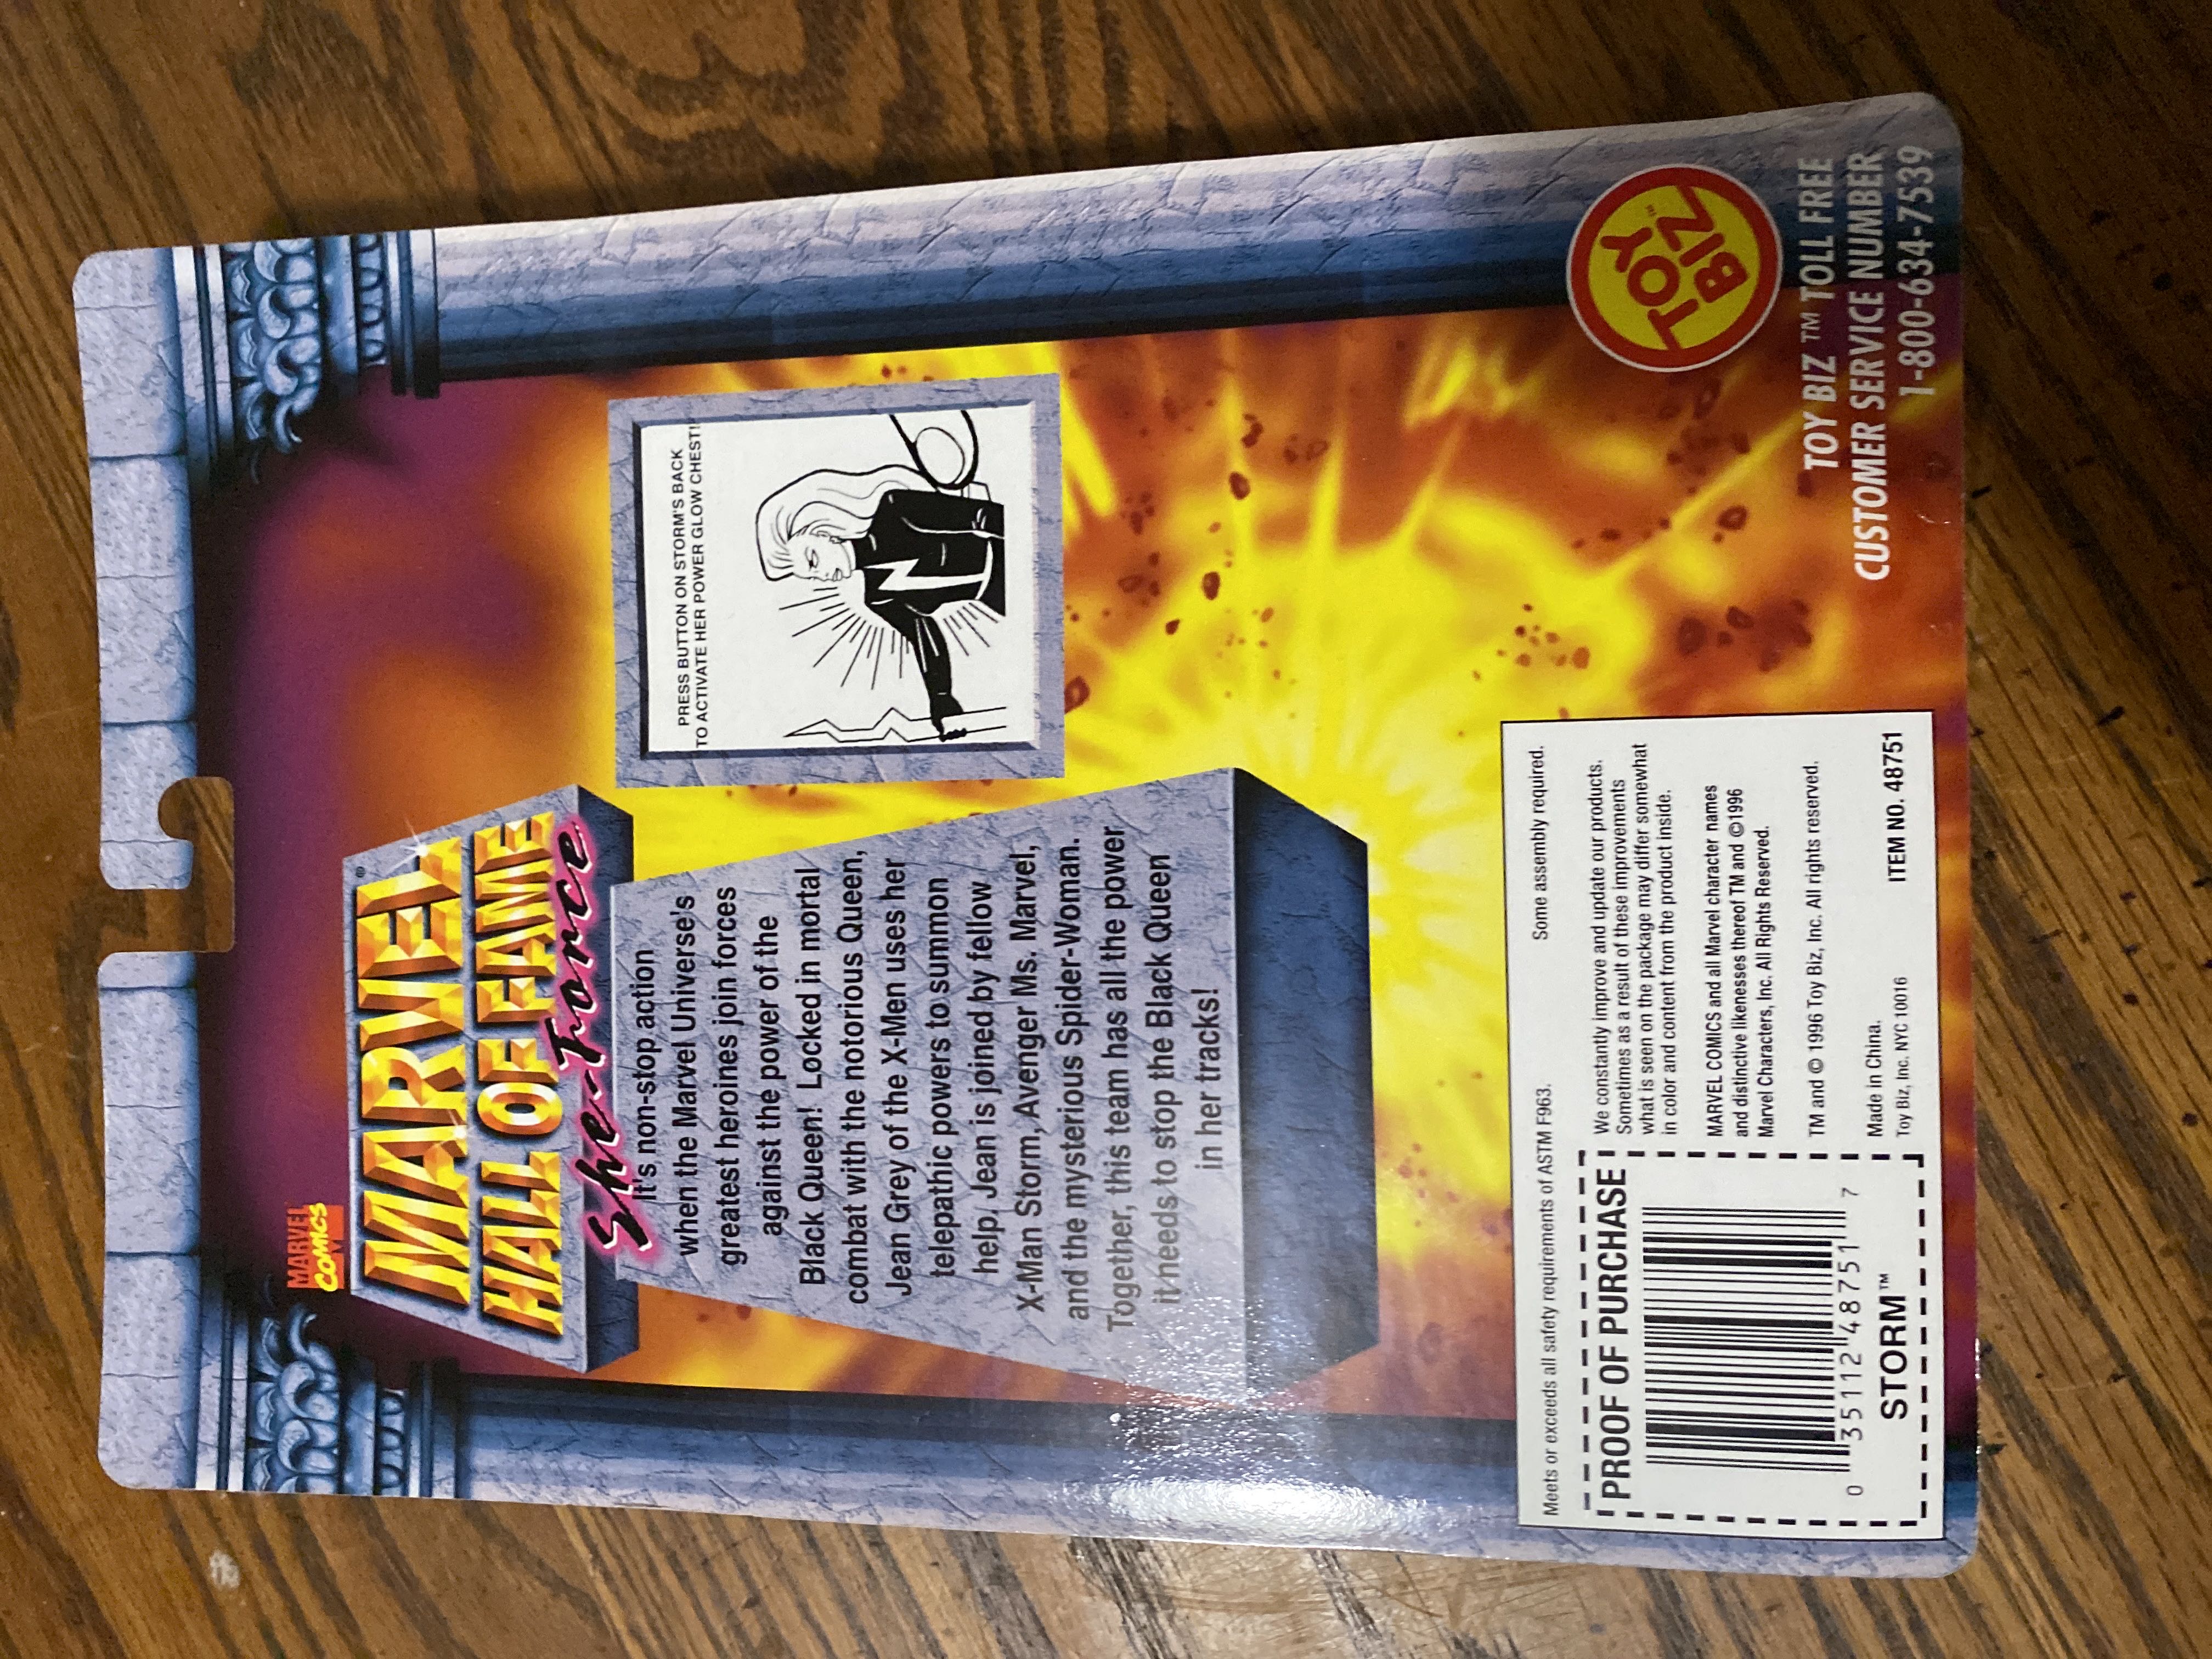 MARVEL
COMICS
MARVEL®
HALL OF FAME
She-Force
It's non-stop action
when the Marvel Universe's
greatest heroines join forces
against the power of the
Black Queen! Locked in mortal
combat with the notorious Queen,
Jean Grey of the X-Men uses her
telepathic powers to summon
help. Jean is joined by fellow
X-Man Storm, Avenger Ms. Marvel,
and the mysterious Spider-Woman.
Together, this team has all the power
it needs to stop the Black Queen
in her tracks!
PRESS BUTTON ON STORM'S BACK
TO ACTIVATE HER POWER GLOW CHEST!
Meets or exceeds all safety requirements of ASTM F963.
Some assembly required.
PROOF OF PURCHASE
0 35112 48751 7
STORM™
We constantly improve and update our products.
Sometimes as a result of these improvements
what is seen on the package may differ somewhat
in color and content from the product inside.
MARVEL COMICS and all Marvel character names
and distinctive likenesses thereof TM and ©1996
Marvel Characters, Inc. All Rights Reserved.
TM and © 1996 Toy Biz, Inc. All rights reserved.
Made in China.
Toy Biz, Inc. NYC 10016
ITEM NO. 48751
TOY
BIZ™
TOY BIZ™ TOLL FREE
CUSTOMER SERVICE NUMBER
1-800-634-7539